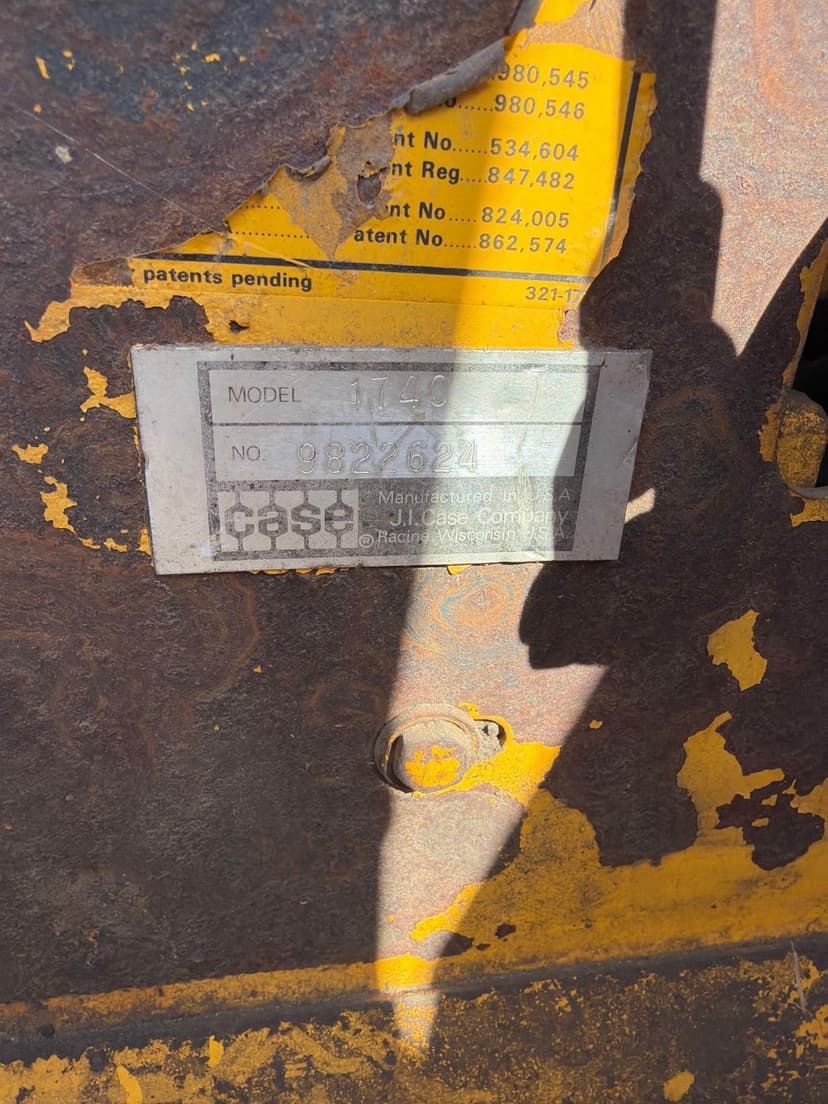 980,545
......980,546
nt No......534,604
nt Reg.....847,482
nt No.....824,005
atent No.....862,574
patents pending
321-17
MODEL 1740
NO. 9822624
case ®
Manufactured in U.S.A.
J.I. Case Company
Racine, Wisconsin U.S.A.